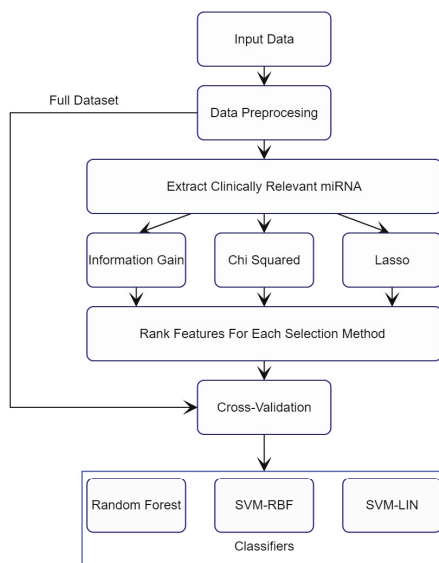 Input Data
Full Dataset
Data Preprocesing
Extract Clinically Relevant miRNA
Information Gain
Chi Squared
Lasso
Rank Features For Each Selection Method
Cross-Validation
Random Forest
SVM-RBF
SVM-LIN
Classifiers